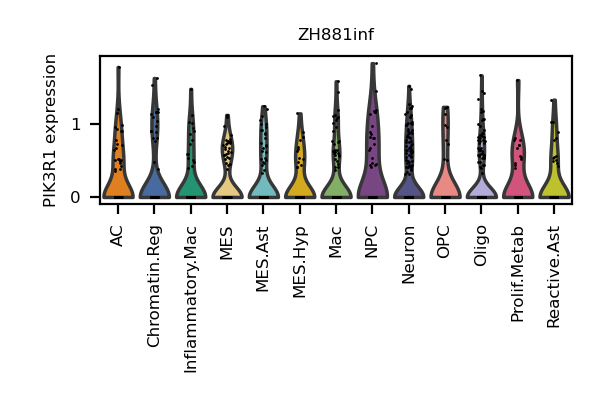 ZH881inf
PIK3R1 expression
1
0
AC
Chromatin.Reg
Inflammatory.Mac
MES
MES.Ast
MES.Hyp
Mac
NPC
Neuron
OPC
Oligo
Prolif.Metab
Reactive.Ast